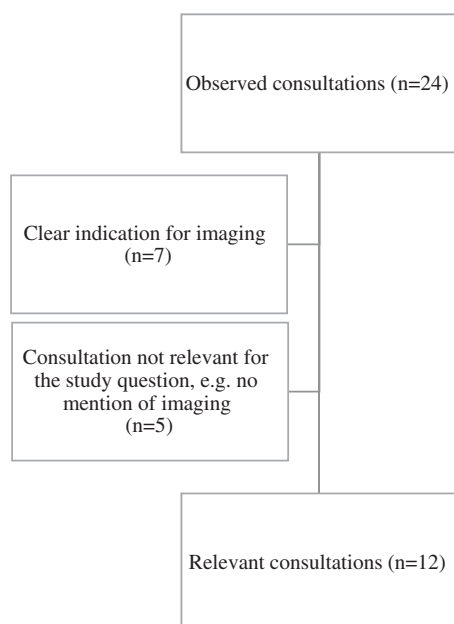 Observed consultations (n=24)
Clear indication for imaging
(n=7)
Consultation not relevant for
the study question, e.g. no
mention of imaging
(n=5)
Relevant consultations (n=12)